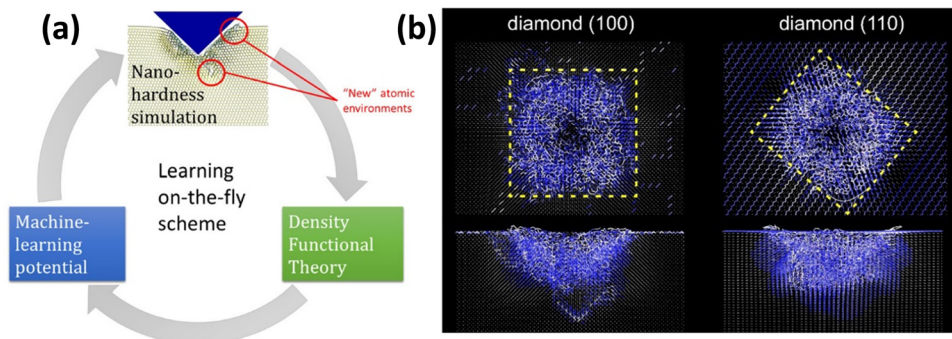 (a)
Nano-
hardness
simulation
"New" atomic
environments
Learning
on-the-fly
scheme
Machine-
learning
potential
Density
Functional
Theory
(b)
diamond (100)
diamond (110)